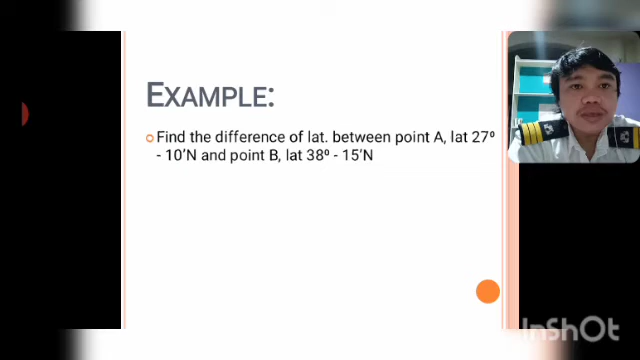 EXAMPLE:
Find the difference of lat. between point A, lat 27º
- 10'N and point B, lat 38º - 15'N
InShOt